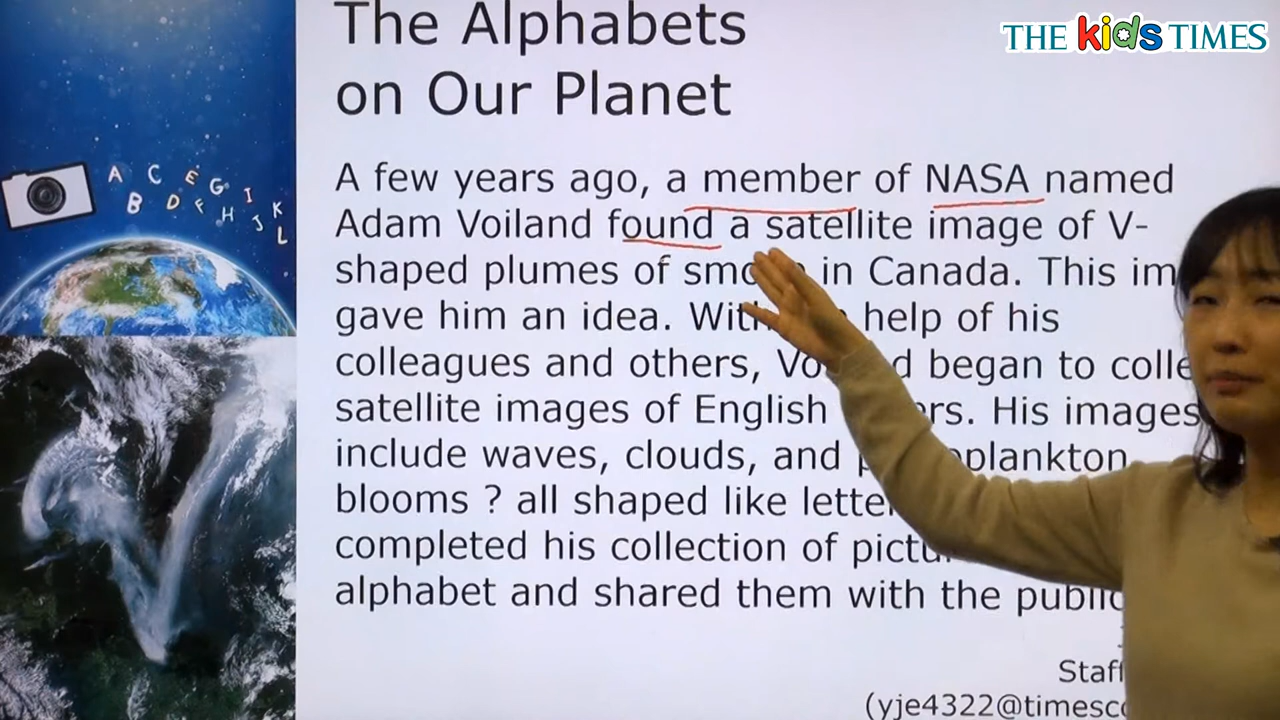 THE kids TIMES
The Alphabets
on Our Planet
A few years ago, a member of NASA named
Adam Voiland found a satellite image of V-
shaped plumes of in Canada. This
gave him an idea. help of his
colleagues and others, began to
satellite images of English His images
include waves, clouds, and
blooms ? all shaped like
completed his collection of
alphabet and shared them with the public
Staff
(yje4322@timesc
A C E G I K
B D F H J L